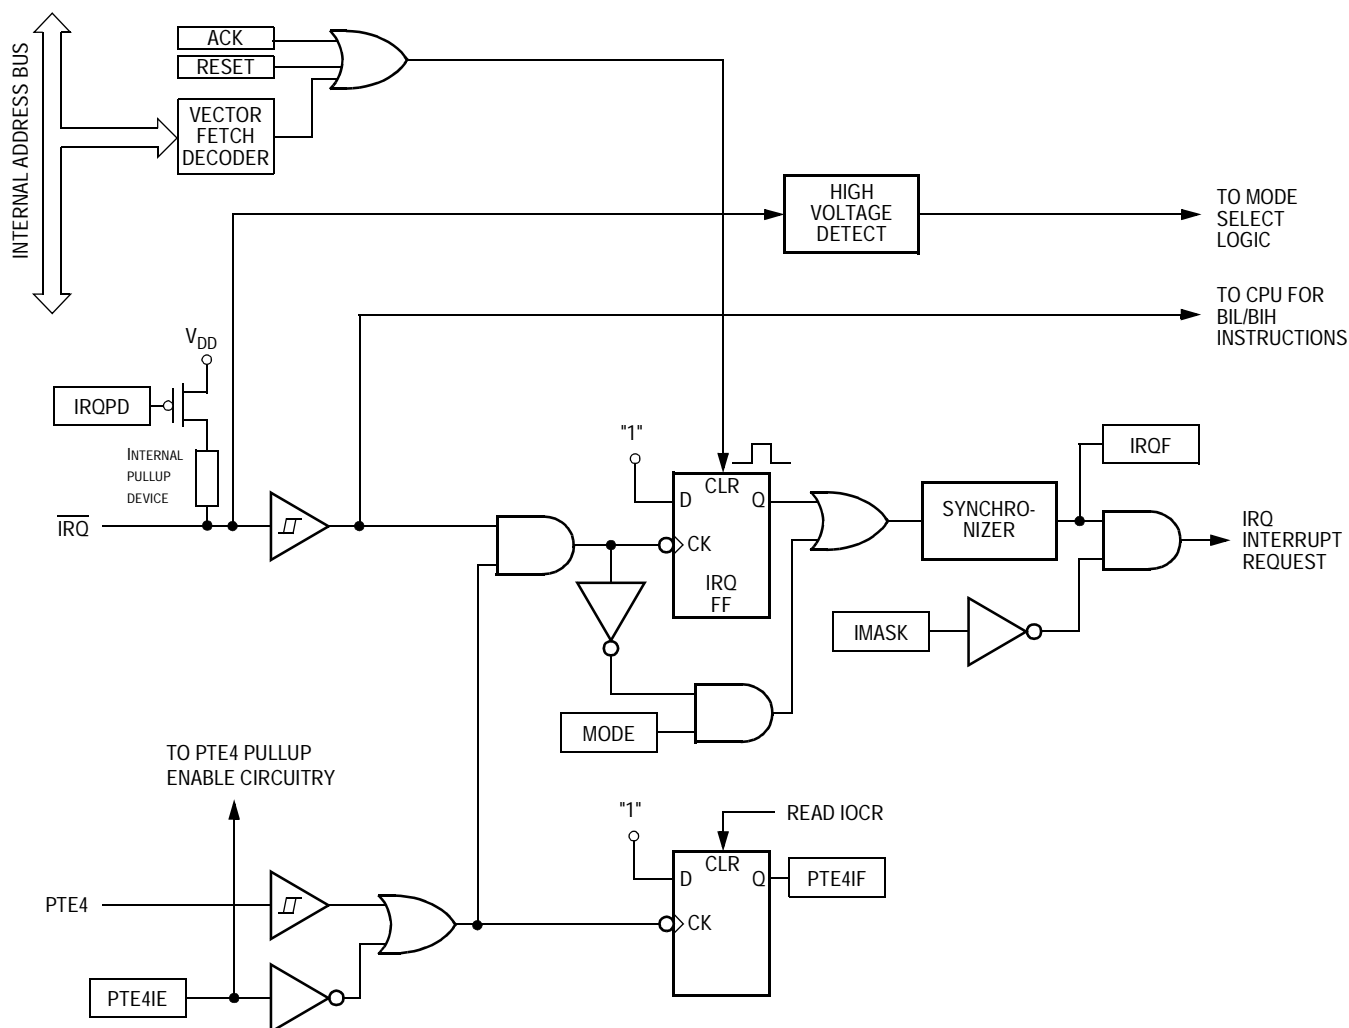 INTERNAL ADDRESS BUS
ACK
RESET
VECTOR
FETCH
DECODER
HIGH
VOLTAGE
DETECT
TO MODE
SELECT
LOGIC
TO CPU FOR
BIL/BIH
INSTRUCTIONS
VDD
IRQPD
INTERNAL
PULLUP
DEVICE
IRQ
"1"
D
CLR
Q
CK
IRQ
FF
SYNCHRO-
NIZER
IRQF
IRQ
INTERRUPT
REQUEST
IMASK
MODE
TO PTE4 PULLUP
ENABLE CIRCUITRY
"1"
READ IOCR
D
CLR
Q
CK
PTE4IF
PTE4
PTE4IE